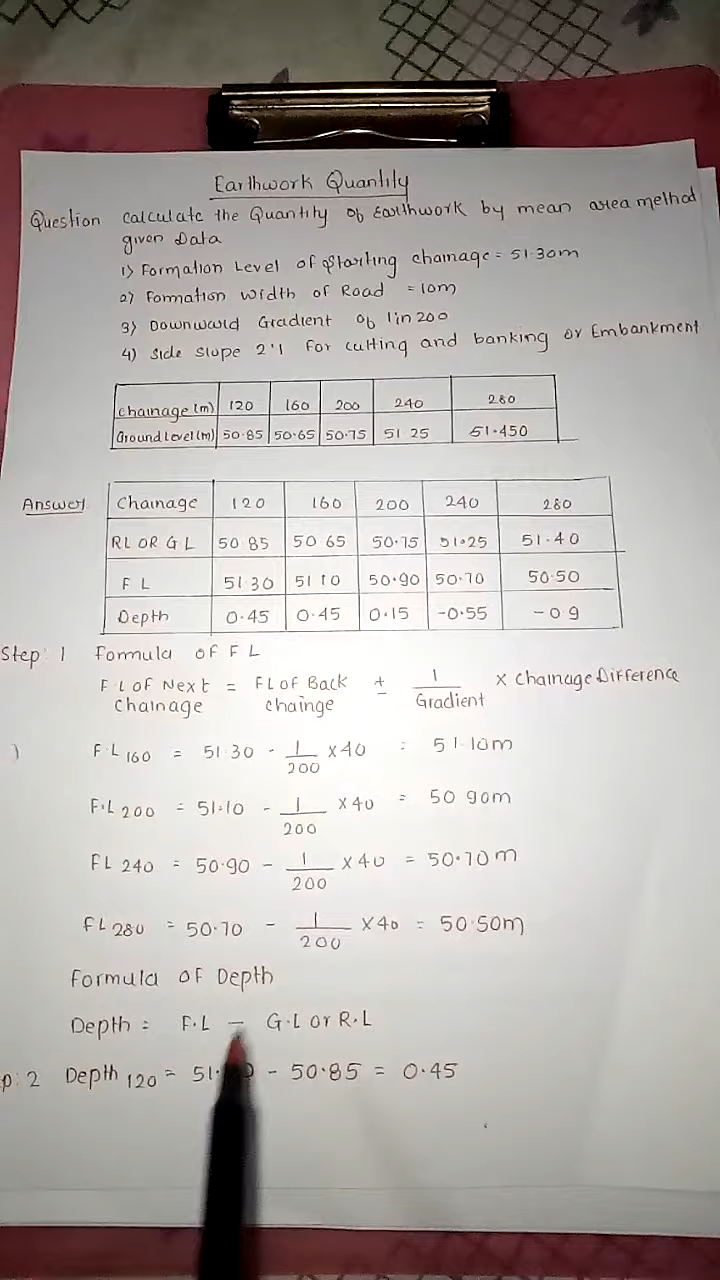 Earthwork Quantity
Question calculate the Quantity of Earthwork by mean area method
given Data
1) Formation Level of Starting chainage = 51.30m
2) Formation width of Road = 10m
3) Downward Gradient of 1 in 200
4) Side slope 2:1 For cutting and banking or Embankment
Chainage (m) 120 160 200 240 280
Ground Level (m) 50.85 50.65 50.75 51.25 51.450
Answer Chainage 120 160 200 240 280
RL OR GL 50.85 50.65 50.75 51.25 51.40
FL 51.30 51.10 50.90 50.70 50.50
Depth 0.45 0.45 0.15 -0.55 -0.9
Step: 1 Formula of FL
FL of Next = FL of Back ± 1 x Chainage Difference
Chainage chainge Gradient
) F.L 160 = 51.30 - 1/200 x 40 = 51.10m
F.L 200 = 51.10 - 1/200 x 40 = 50.90m
FL 240 = 50.90 - 1/200 x 40 = 50.70m
FL 280 = 50.70 - 1/200 x 40 = 50.50m
Formula of Depth
Depth = F.L - G.L or R.L
p: 2 Depth 120 = 51. - 50.85 = 0.45